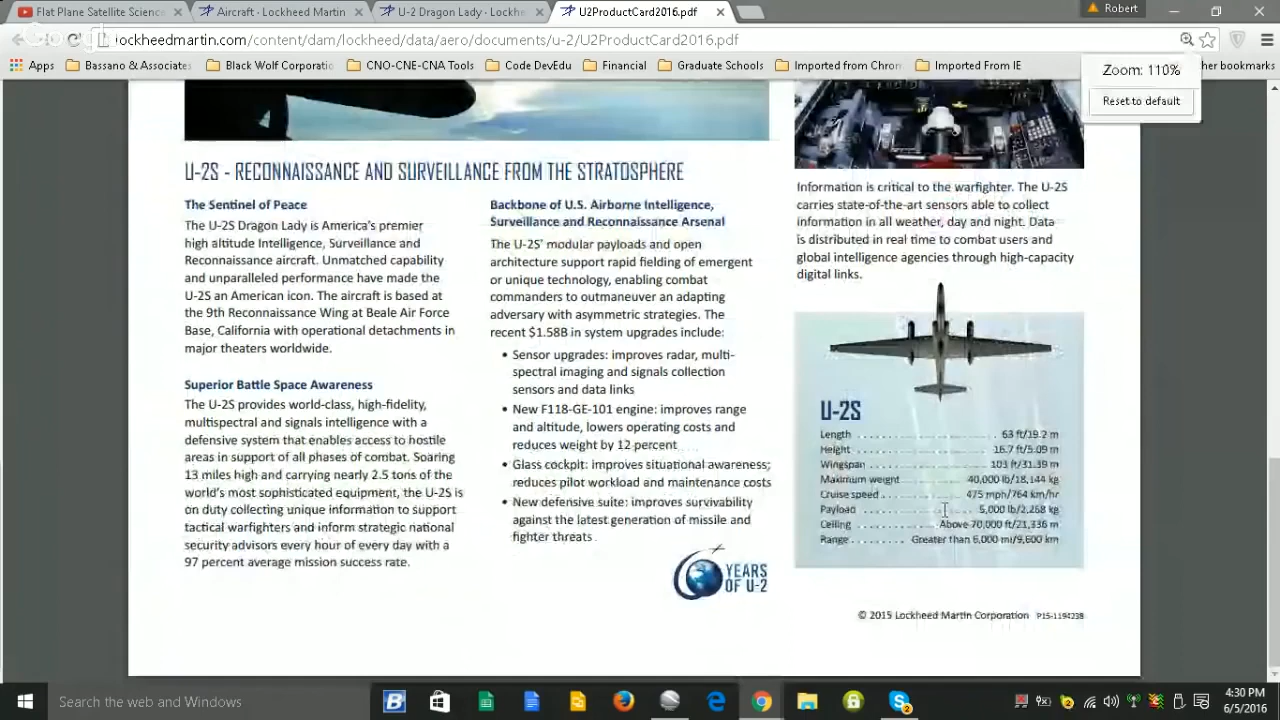 Flat Plane Satellite Science
Aircraft · Lockheed Martin
U-2 Dragon Lady · Lockh
U2ProductCard2016.pdf
Robert
lockheedmartin.com/content/dam/lockheed/data/aero/documents/u-2/U2ProductCard2016.pdf
Apps
Bassano & Associates
Black Wolf Corporatio
CNO-CNE-CNA Tools
Code DevEdu
Financial
Graduate Schools
Imported from Chrom
Imported From IE
her bookmarks
Zoom: 110%
Reset to default
U-2S - RECONNAISSANCE AND SURVEILLANCE FROM THE STRATOSPHERE
The Sentinel of Peace
The U-2S Dragon Lady is America's premier
high altitude Intelligence, Surveillance and
Reconnaissance aircraft. Unmatched capability
and unparalleled performance have made the
U-2S an American icon. The aircraft is based at
the 9th Reconnaissance Wing at Beale Air Force
Base, California with operational detachments in
major theaters worldwide.
Superior Battle Space Awareness
The U-2S provides world-class, high-fidelity,
multispectral and signals intelligence with a
defensive system that enables access to hostile
areas in support of all phases of combat. Soaring
13 miles high and carrying nearly 2.5 tons of the
world's most sophisticated equipment, the U-2S is
on duty collecting unique information to support
tactical warfighters and inform strategic national
security advisors every hour of every day with a
97 percent average mission success rate.
Backbone of U.S. Airborne Intelligence,
Surveillance and Reconnaissance Arsenal
The U-2S' modular payloads and open
architecture support rapid fielding of emergent
or unique technology, enabling combat
commanders to outmaneuver an adapting
adversary with asymmetric strategies. The
recent $1.58B in system upgrades include:
• Sensor upgrades: improves radar, multi-
spectral imaging and signals collection
sensors and data links
• New F118-GE-101 engine: improves range
and altitude, lowers operating costs and
reduces weight by 12 percent
• Glass cockpit: improves situational awareness;
reduces pilot workload and maintenance costs
• New defensive suite: improves survivability
against the latest generation of missile and
fighter threats
YEARS
OF U-2
Information is critical to the warfighter. The U-2S
carries state-of-the-art sensors able to collect
information in all weather, day and night. Data
is distributed in real time to combat users and
global intelligence agencies through high-capacity
digital links.
U-2S
Length . . . . . . . . . . 63 ft/19.2 m
Height . . . . . . . . . . 16.7 ft/5.09 m
Wingspan . . . . . . . . . . 103 ft/31.39 m
Maximum weight . . . . . . . . . . 40,000 lb/18,144 kg
Cruise speed . . . . . . . . . . 475 mph/764 km/hr
Payload . . . . . . . . . . 5,000 lb/2,268 kg
Ceiling . . . . . . . . . . Above 70,000 ft/21,336 m
Range . . . . . . . . Greater than 6,000 mi/9,600 km
© 2015 Lockheed Martin Corporation P15-1194238
Search the web and Windows
4:30 PM
6/5/2016